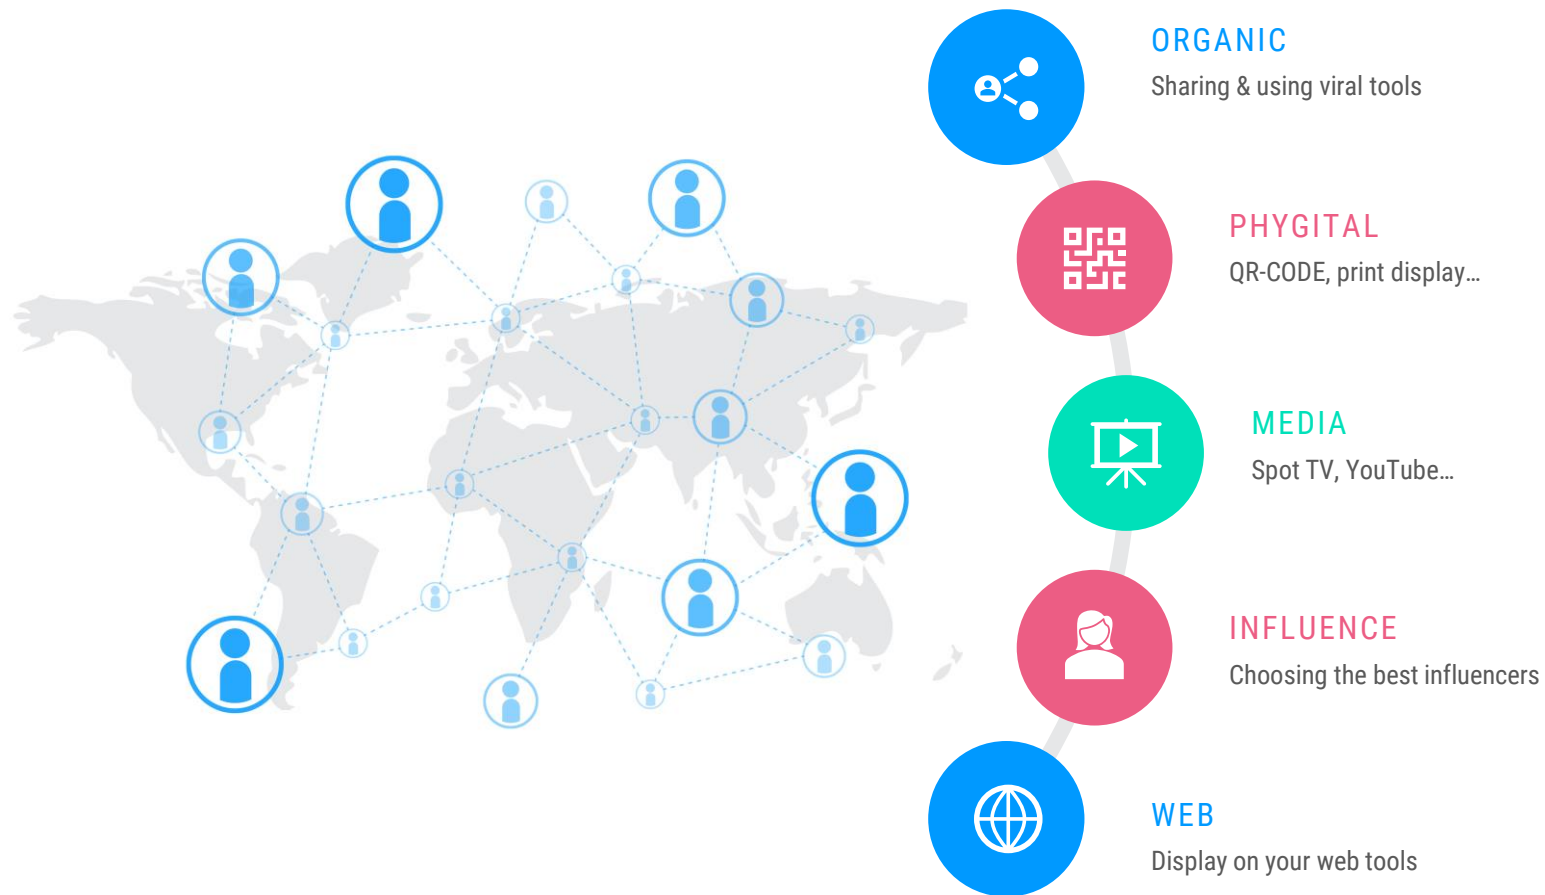 ORGANIC
Sharing & using viral tools
PHYGITAL
QR-CODE, print display…
MEDIA
Spot TV, YouTube…
INFLUENCE
Choosing the best influencers
WEB
Display on your web tools